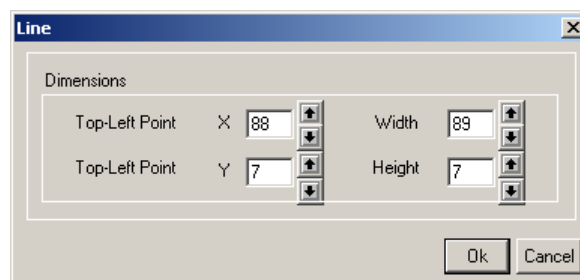 Line
Dimensions
Top-Left Point X 88 Width 89
Top-Left Point Y 7 Height 7
Ok Cancel